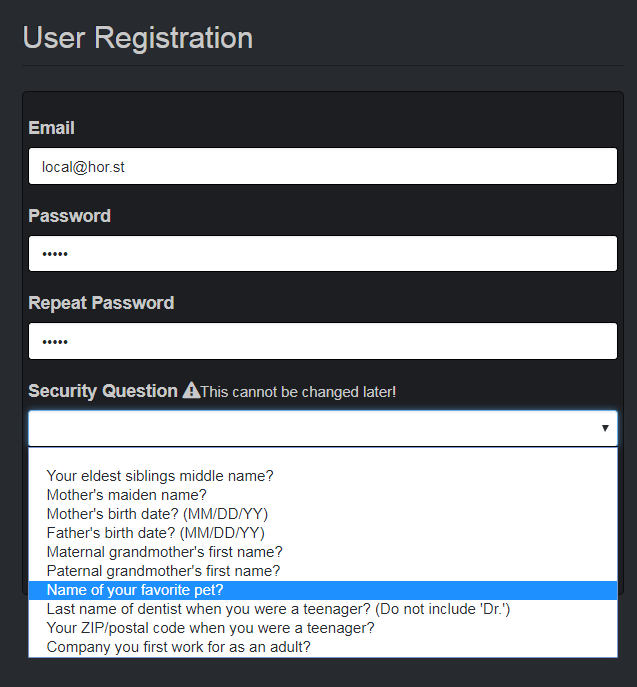 User Registration
Email
local@hor.st
Password
•••••
Repeat Password
•••••
Security Question ⚠This cannot be changed later!
Your eldest siblings middle name?
Mother's maiden name?
Mother's birth date? (MM/DD/YY)
Father's birth date? (MM/DD/YY)
Maternal grandmother's first name?
Paternal grandmother's first name?
Name of your favorite pet?
Last name of dentist when you were a teenager? (Do not include 'Dr.')
Your ZIP/postal code when you were a teenager?
Company you first work for as an adult?